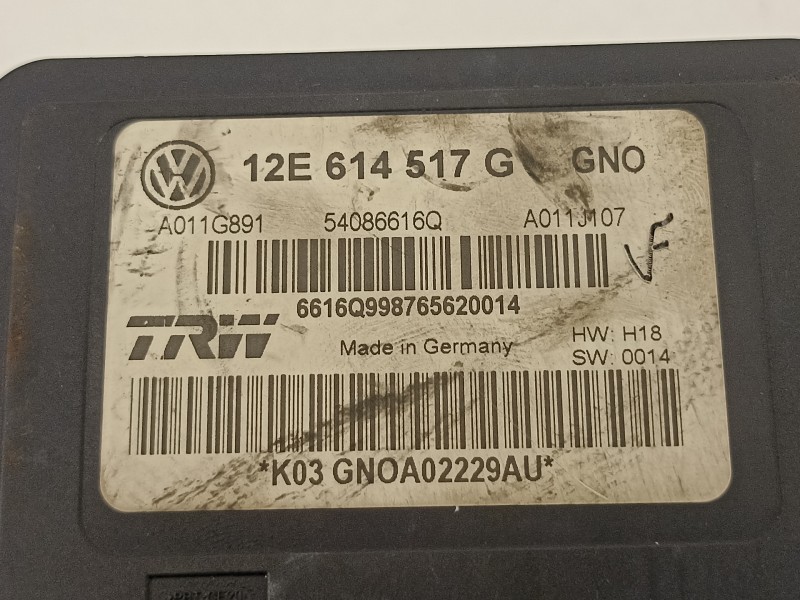 12E 614 517 G GNO
A011G891 54086616Q A011J107
6616Q998765620014
TRW
Made in Germany
HW: H18
SW: 0014
*K03 GNOA02229AU*